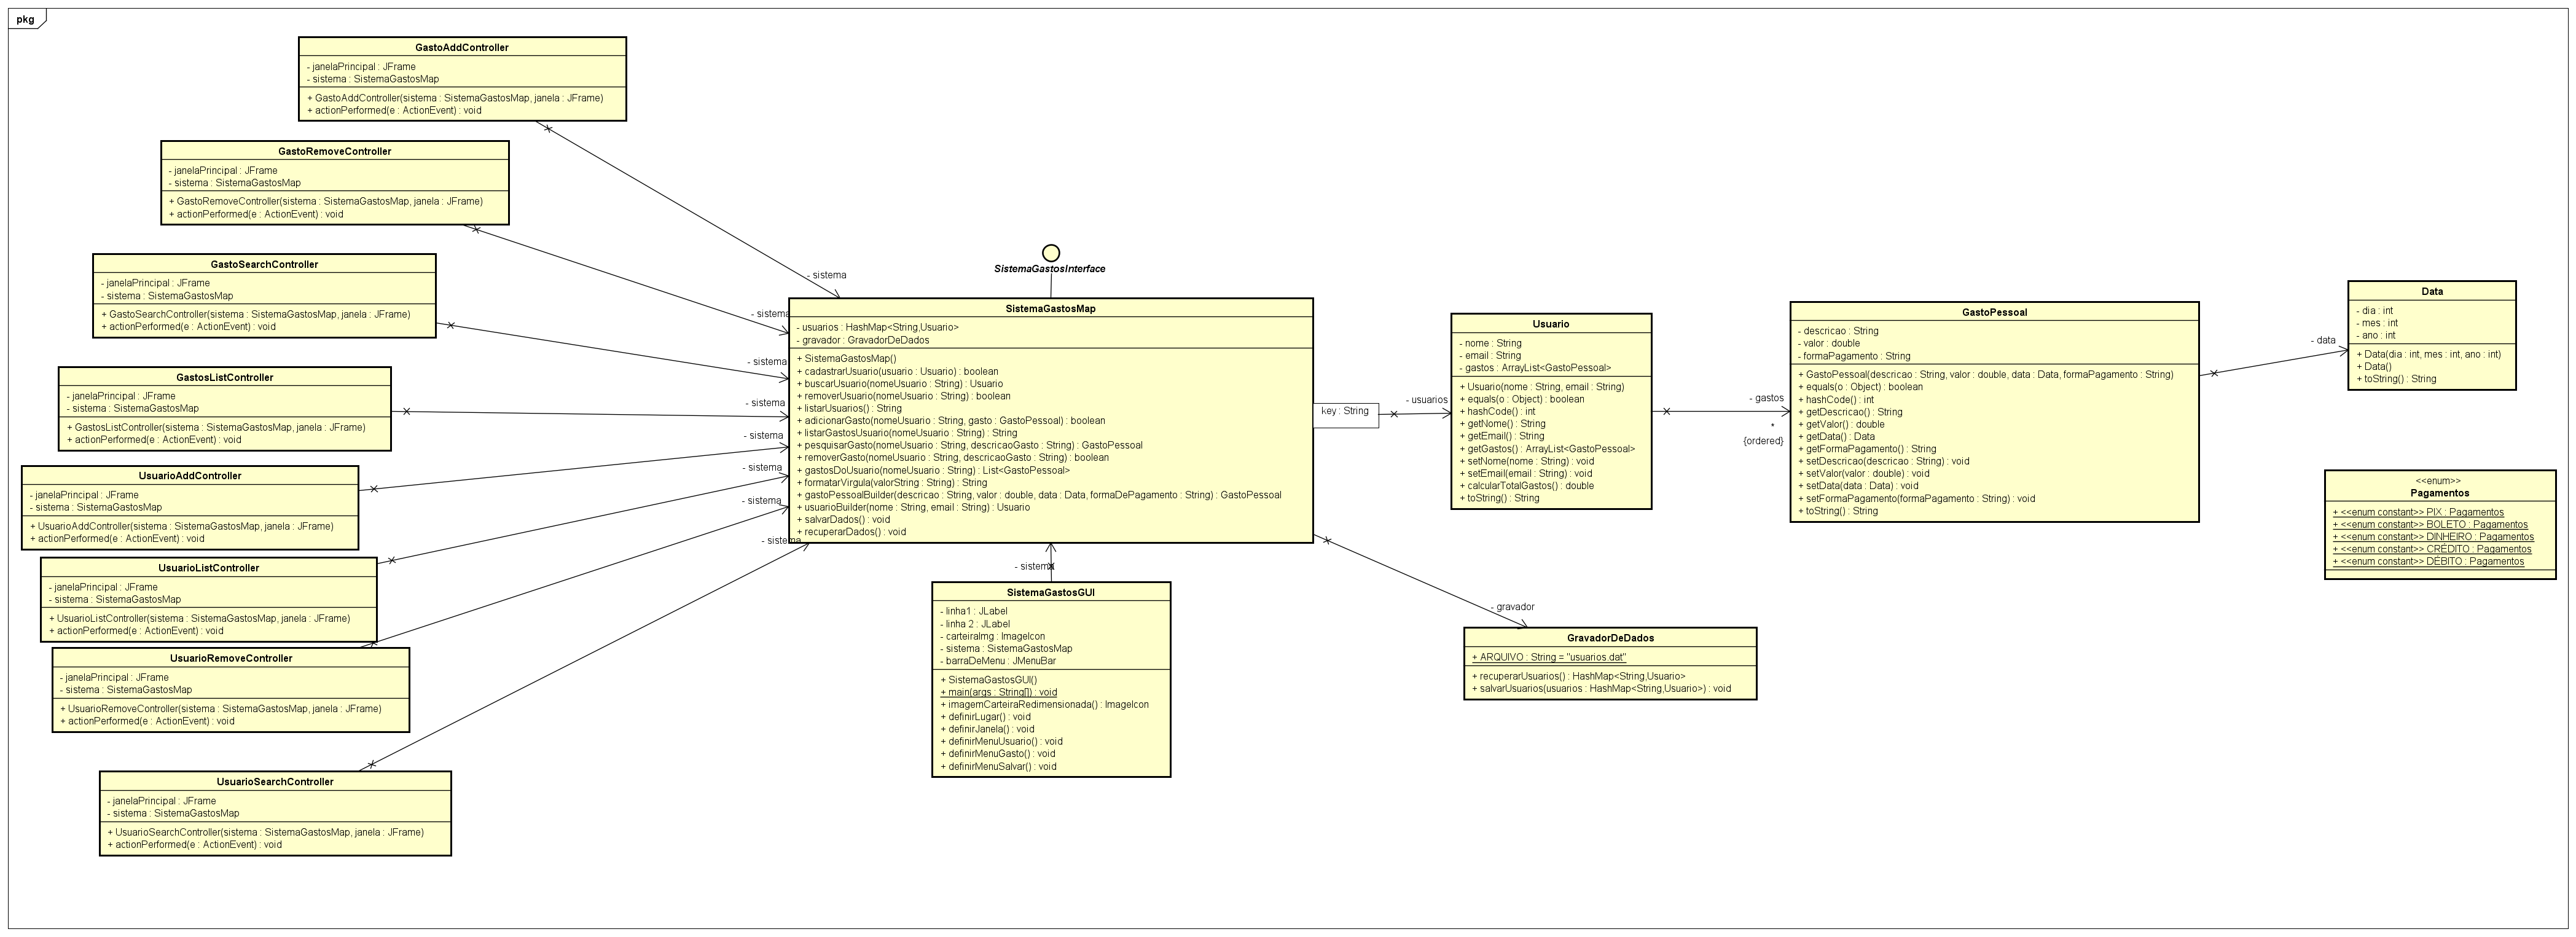 pkg
GastoAddController
- janelaPrincipal : JFrame
- sistema : SistemaGastosMap
+ GastoAddController(sistema : SistemaGastosMap, janela : JFrame)
+ actionPerformed(e : ActionEvent) : void
GastoRemoveController
- janelaPrincipal : JFrame
- sistema : SistemaGastosMap
+ GastoRemoveController(sistema : SistemaGastosMap, janela : JFrame)
+ actionPerformed(e : ActionEvent) : void
GastoSearchController
- janelaPrincipal : JFrame
- sistema : SistemaGastosMap
+ GastoSearchController(sistema : SistemaGastosMap, janela : JFrame)
+ actionPerformed(e : ActionEvent) : void
GastosListController
- janelaPrincipal : JFrame
- sistema : SistemaGastosMap
+ GastosListController(sistema : SistemaGastosMap, janela : JFrame)
+ actionPerformed(e : ActionEvent) : void
UsuarioAddController
- janelaPrincipal : JFrame
- sistema : SistemaGastosMap
+ UsuarioAddController(sistema : SistemaGastosMap, janela : JFrame)
+ actionPerformed(e : ActionEvent) : void
UsuarioListController
- janelaPrincipal : JFrame
- sistema : SistemaGastosMap
+ UsuarioListController(sistema : SistemaGastosMap, janela : JFrame)
+ actionPerformed(e : ActionEvent) : void
UsuarioRemoveController
- janelaPrincipal : JFrame
- sistema : SistemaGastosMap
+ UsuarioRemoveController(sistema : SistemaGastosMap, janela : JFrame)
+ actionPerformed(e : ActionEvent) : void
UsuarioSearchController
- janelaPrincipal : JFrame
- sistema : SistemaGastosMap
+ UsuarioSearchController(sistema : SistemaGastosMap, janela : JFrame)
+ actionPerformed(e : ActionEvent) : void
- sistema
- sistema
- sistema
- sistema
- sistema
- sistema
- sistema
- sistema
SistemaGastosInterface
SistemaGastosMap
- usuarios : HashMap<String,Usuario>
- gravador : GravadorDeDados
+ SistemaGastosMap()
+ cadastrarUsuario(usuario : Usuario) : boolean
+ buscarUsuario(nomeUsuario : String) : Usuario
+ removerUsuario(nomeUsuario : String) : boolean
+ listarUsuarios() : String
+ adicionarGasto(nomeUsuario : String, gasto : GastoPessoal) : boolean
+ listarGastosUsuario(nomeUsuario : String) : String
+ pesquisarGasto(nomeUsuario : String, descricaoGasto : String) : GastoPessoal
+ removerGasto(nomeUsuario : String, descricaoGasto : String) : boolean
+ gastosDoUsuario(nomeUsuario : String) : List<GastoPessoal>
+ formatarVirgula(valorString : String) : String
+ gastoPessoalBuilder(descricao : String, valor : double, data : Data, formaDePagamento : String) : GastoPessoal
+ usuarioBuilder(nome : String, email : String) : Usuario
+ salvarDados() : void
+ recuperarDados() : void
- sistema
SistemaGastosGUI
- linha1 : JLabel
- linha 2 : JLabel
- carteiraImg : ImageIcon
- sistema : SistemaGastosMap
- barraDeMenu : JMenuBar
+ SistemaGastosGUI()
+ main(args : String[]) : void
+ imagemCarteiraRedimensionada() : ImageIcon
+ definirLugar() : void
+ definirJanela() : void
+ definirMenuUsuario() : void
+ definirMenuGasto() : void
+ definirMenuSalvar() : void
key : String
- usuarios
Usuario
- nome : String
- email : String
- gastos : ArrayList<GastoPessoal>
+ Usuario(nome : String, email : String)
+ equals(o : Object) : boolean
+ hashCode() : int
+ getNome() : String
+ getEmail() : String
+ getGastos() : ArrayList<GastoPessoal>
+ setNome(nome : String) : void
+ setEmail(email : String) : void
+ calcularTotalGastos() : double
+ toString() : String
- gravador
GravadorDeDados
+ ARQUIVO : String = "usuarios.dat"
+ recuperarUsuarios() : HashMap<String,Usuario>
+ salvarUsuarios(usuarios : HashMap<String,Usuario>) : void
- gastos
*
{ordered}
GastoPessoal
- descricao : String
- valor : double
- formaPagamento : String
+ GastoPessoal(descricao : String, valor : double, data : Data, formaPagamento : String)
+ equals(o : Object) : boolean
+ hashCode() : int
+ getDescricao() : String
+ getValor() : double
+ getData() : Data
+ getFormaPagamento() : String
+ setDescricao(descricao : String) : void
+ setValor(valor : double) : void
+ setData(data : Data) : void
+ setFormaPagamento(formaPagamento : String) : void
+ toString() : String
- data
Data
- dia : int
- mes : int
- ano : int
+ Data(dia : int, mes : int, ano : int)
+ Data()
+ toString() : String
<<enum>>
Pagamentos
+ <<enum constant>> PIX : Pagamentos
+ <<enum constant>> BOLETO : Pagamentos
+ <<enum constant>> DINHEIRO : Pagamentos
+ <<enum constant>> CRÉDITO : Pagamentos
+ <<enum constant>> DÉBITO : Pagamentos